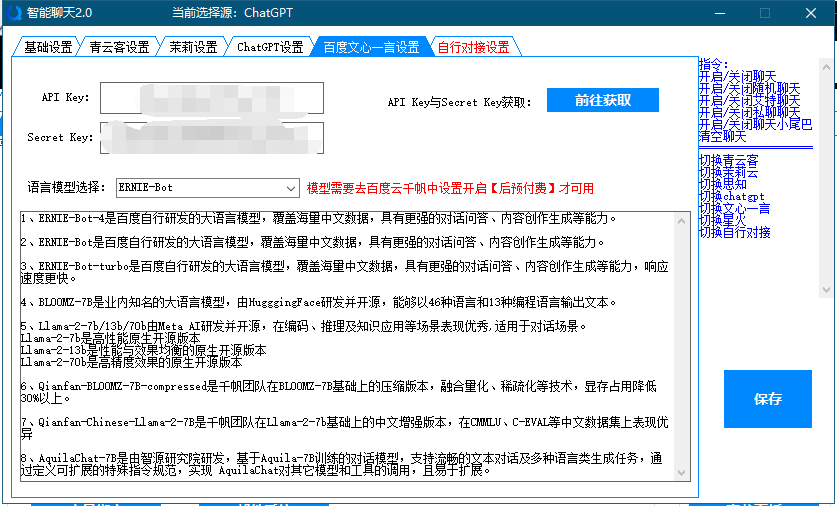 智能聊天2.0 当前选择源: ChatGPT
基础设置 青云客设置 茉莉设置 ChatGPT设置 百度文心一言设置 自行对接设置
API Key:
API Key与Secret Key获取: 前往获取
Secret Key:
语言模型选择: ERNIE-Bot 模型需要去百度云千帆中设置开启【后预付费】才可用
1、ERNIE-Bot-4是百度自行研发的大语言模型，覆盖海量中文数据，具有更强的对话问答、内容创作生成等能力。
2、ERNIE-Bot是百度自行研发的大语言模型，覆盖海量中文数据，具有更强的对话问答、内容创作生成等能力。
3、ERNIE-Bot-turbo是百度自行研发的大语言模型，覆盖海量中文数据，具有更强的对话问答、内容创作生成等能力，响应
速度更快。
4、BLOOMZ-7B是业内知名的大语言模型，由HugggingFace研发并开源，能够以46种语言和13种编程语言输出文本。
5、Llama-2-7b/13b/70b由Meta AI研发并开源，在编码、推理及知识应用等场景表现优秀,适用于对话场景。
Llama-2-7b是高性能原生开源版本
Llama-2-13b是性能与效果均衡的原生开源版本
Llama-2-70b是高精度效果的原生开源版本
6、Qianfan-BLOOMZ-7B-compressed是千帆团队在BLOOMZ-7B基础上的压缩版本，融合量化、稀疏化等技术，显存占用降低
30%以上。
7、Qianfan-Chinese-Llama-2-7B是千帆团队在Llama-2-7b基础上的中文增强版本，在CMMLU、C-EVAL等中文数据集上表现优
异
8、AquilaChat-7B是由智源研究院研发，基于Aquila-7B训练的对话模型，支持流畅的文本对话及多种语言类生成任务，通
过定义可扩展的特殊指令规范，实现 AquilaChat对其它模型和工具的调用，且易于扩展。
指令:
开启/关闭聊天
开启/关闭随机聊天
开启/关闭艾特聊天
开启/关闭私聊聊天
开启/关闭聊天小尾巴
清空聊天
切换青云客
切换茉莉云
切换思知
切换chatgpt
切换文心一言
切换星火
切换自行对接
保存